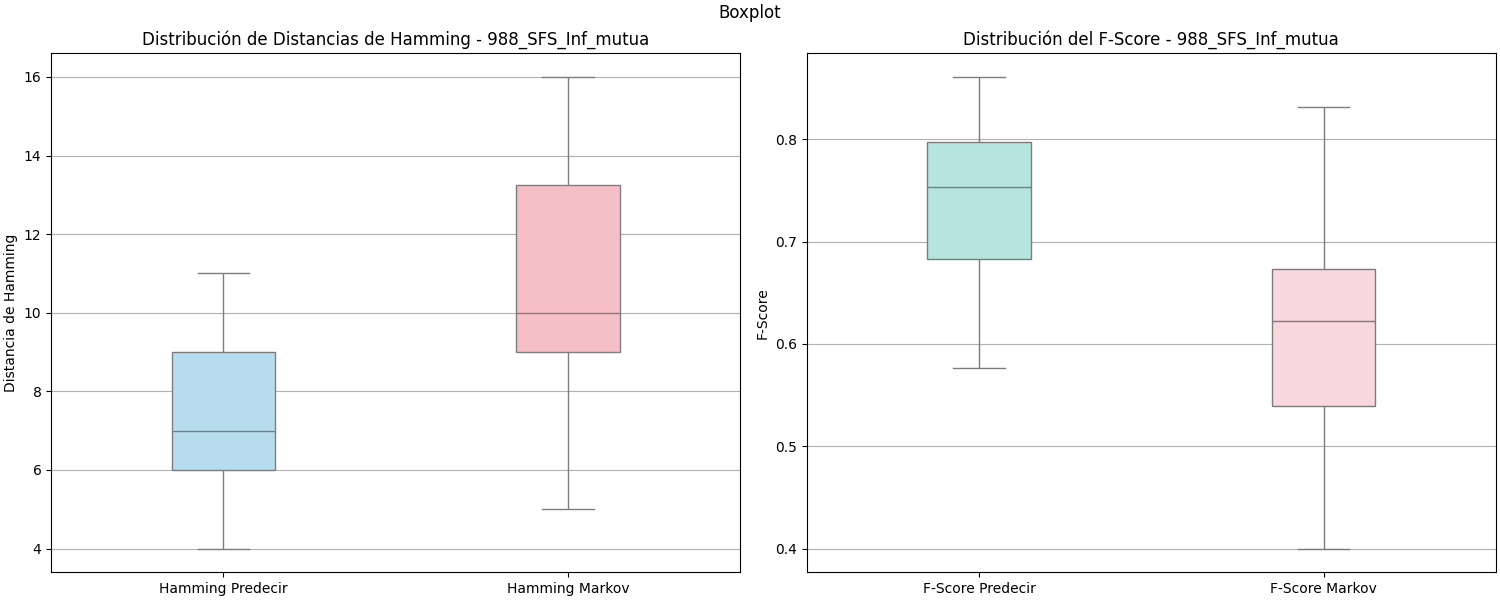 Boxplot
Distribución de Distancias de Hamming - 988_SFS_Inf_mutua
Distancia de Hamming
16
14
12
10
8
6
4
Hamming Predecir
Hamming Markov
Distribución del F-Score - 988_SFS_Inf_mutua
F-Score
0.8
0.7
0.6
0.5
0.4
F-Score Predecir
F-Score Markov